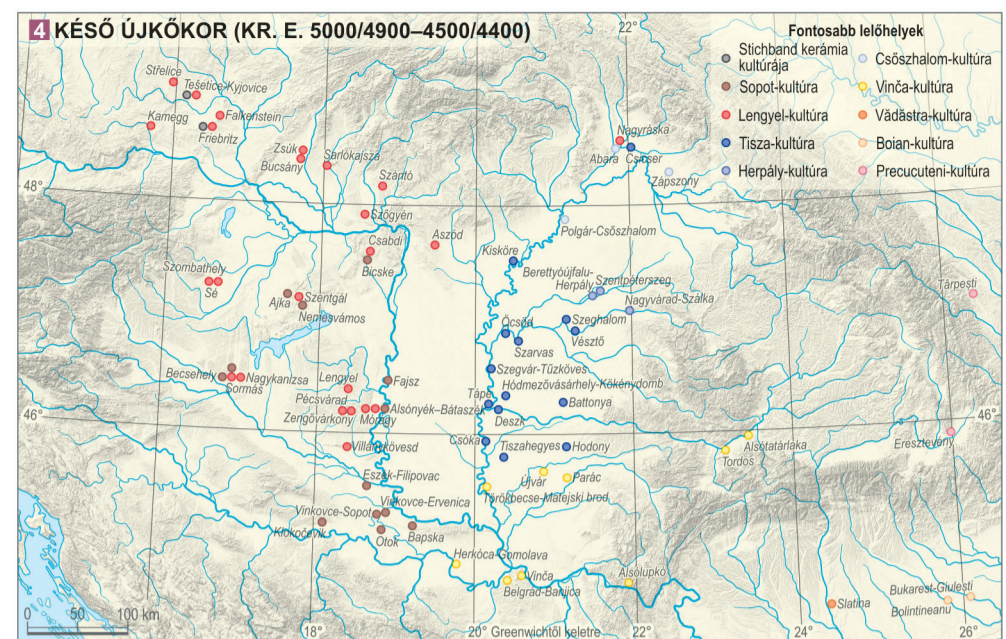 4 KÉSŐ ÚJKŐKOR (KR. E. 5000/4900–4500/4400)
22°
Fontosabb lelőhelyek
Stichband kerámia
kultúrája
Sopot-kultúra
Lengyel-kultúra
Tisza-kultúra
Herpály-kultúra
Csőszhalom-kultúra
Vinča-kultúra
Vădăstra-kultúra
Boian-kultúra
Precucuteni-kultúra
Střelice
Těšetice-Kyjovice
Kamegg
Falkenstein
Friebritz
Zsúk
Bucsány
Sarlókajsza
Szántó
Nagyráska
Abara
Csicser
Zápszony
48°
Szőgyén
Csabdi
Aszód
Bicske
Polgár-Csőszhalom
Kisköre
Berettyóújfalu-
Herpály
Szentpéterszeg
Nagyvárad-Szálka
Szombathely
Sé
Ajka
Szentgál
Nemesvámos
Tărpești
Öcsöd
Szeghalom
Vésztő
Szarvas
Szegvár-Tűzköves
Becsehely
Sormás
Nagykanizsa
Lengyel
Fajsz
Hódmezővásárhely-Kökénydomb
Pécsvárad
Zengővárkony
Mórágy
Alsónyék-Bátaszék
Tápé
Deszk
Battonya
46°
46°
Villánykövesd
Csóka
Tiszahegyes
Hodony
Alsótatárlaka
Tordos
Eresztevény
Eszék-Filipovac
Újvár
Parác
Törökbecse-Matejski brod
Vinkovce-Ervenica
Vinkovce-Sopot
Klokočevik
Otok
Bapska
Herkóca-Gomolava
Vinča
Belgrád-Banjica
Alsólupkó
Slatina
Bukarest-Giulești
Bolintineanu
0 50 100 km
18°
20° Greenwichtől keletre
22°
24°
26°